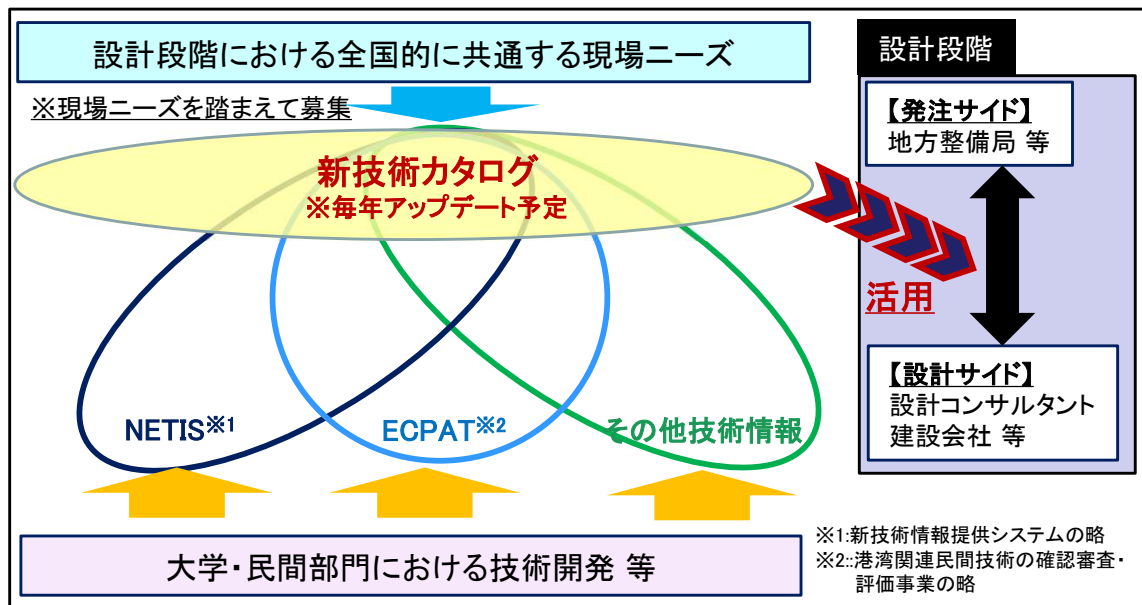 設計段階における全国的に共通する現場ニーズ
※現場ニーズを踏まえて募集
新技術カタログ
※毎年アップデート予定
NETIS※1
ECPAT※2
その他技術情報
大学・民間部門における技術開発 等
活用
設計段階
【発注サイド】
地方整備局 等
【設計サイド】
設計コンサルタント
建設会社 等
※1:新技術情報提供システムの略
※2::港湾関連民間技術の確認審査・
評価事業の略